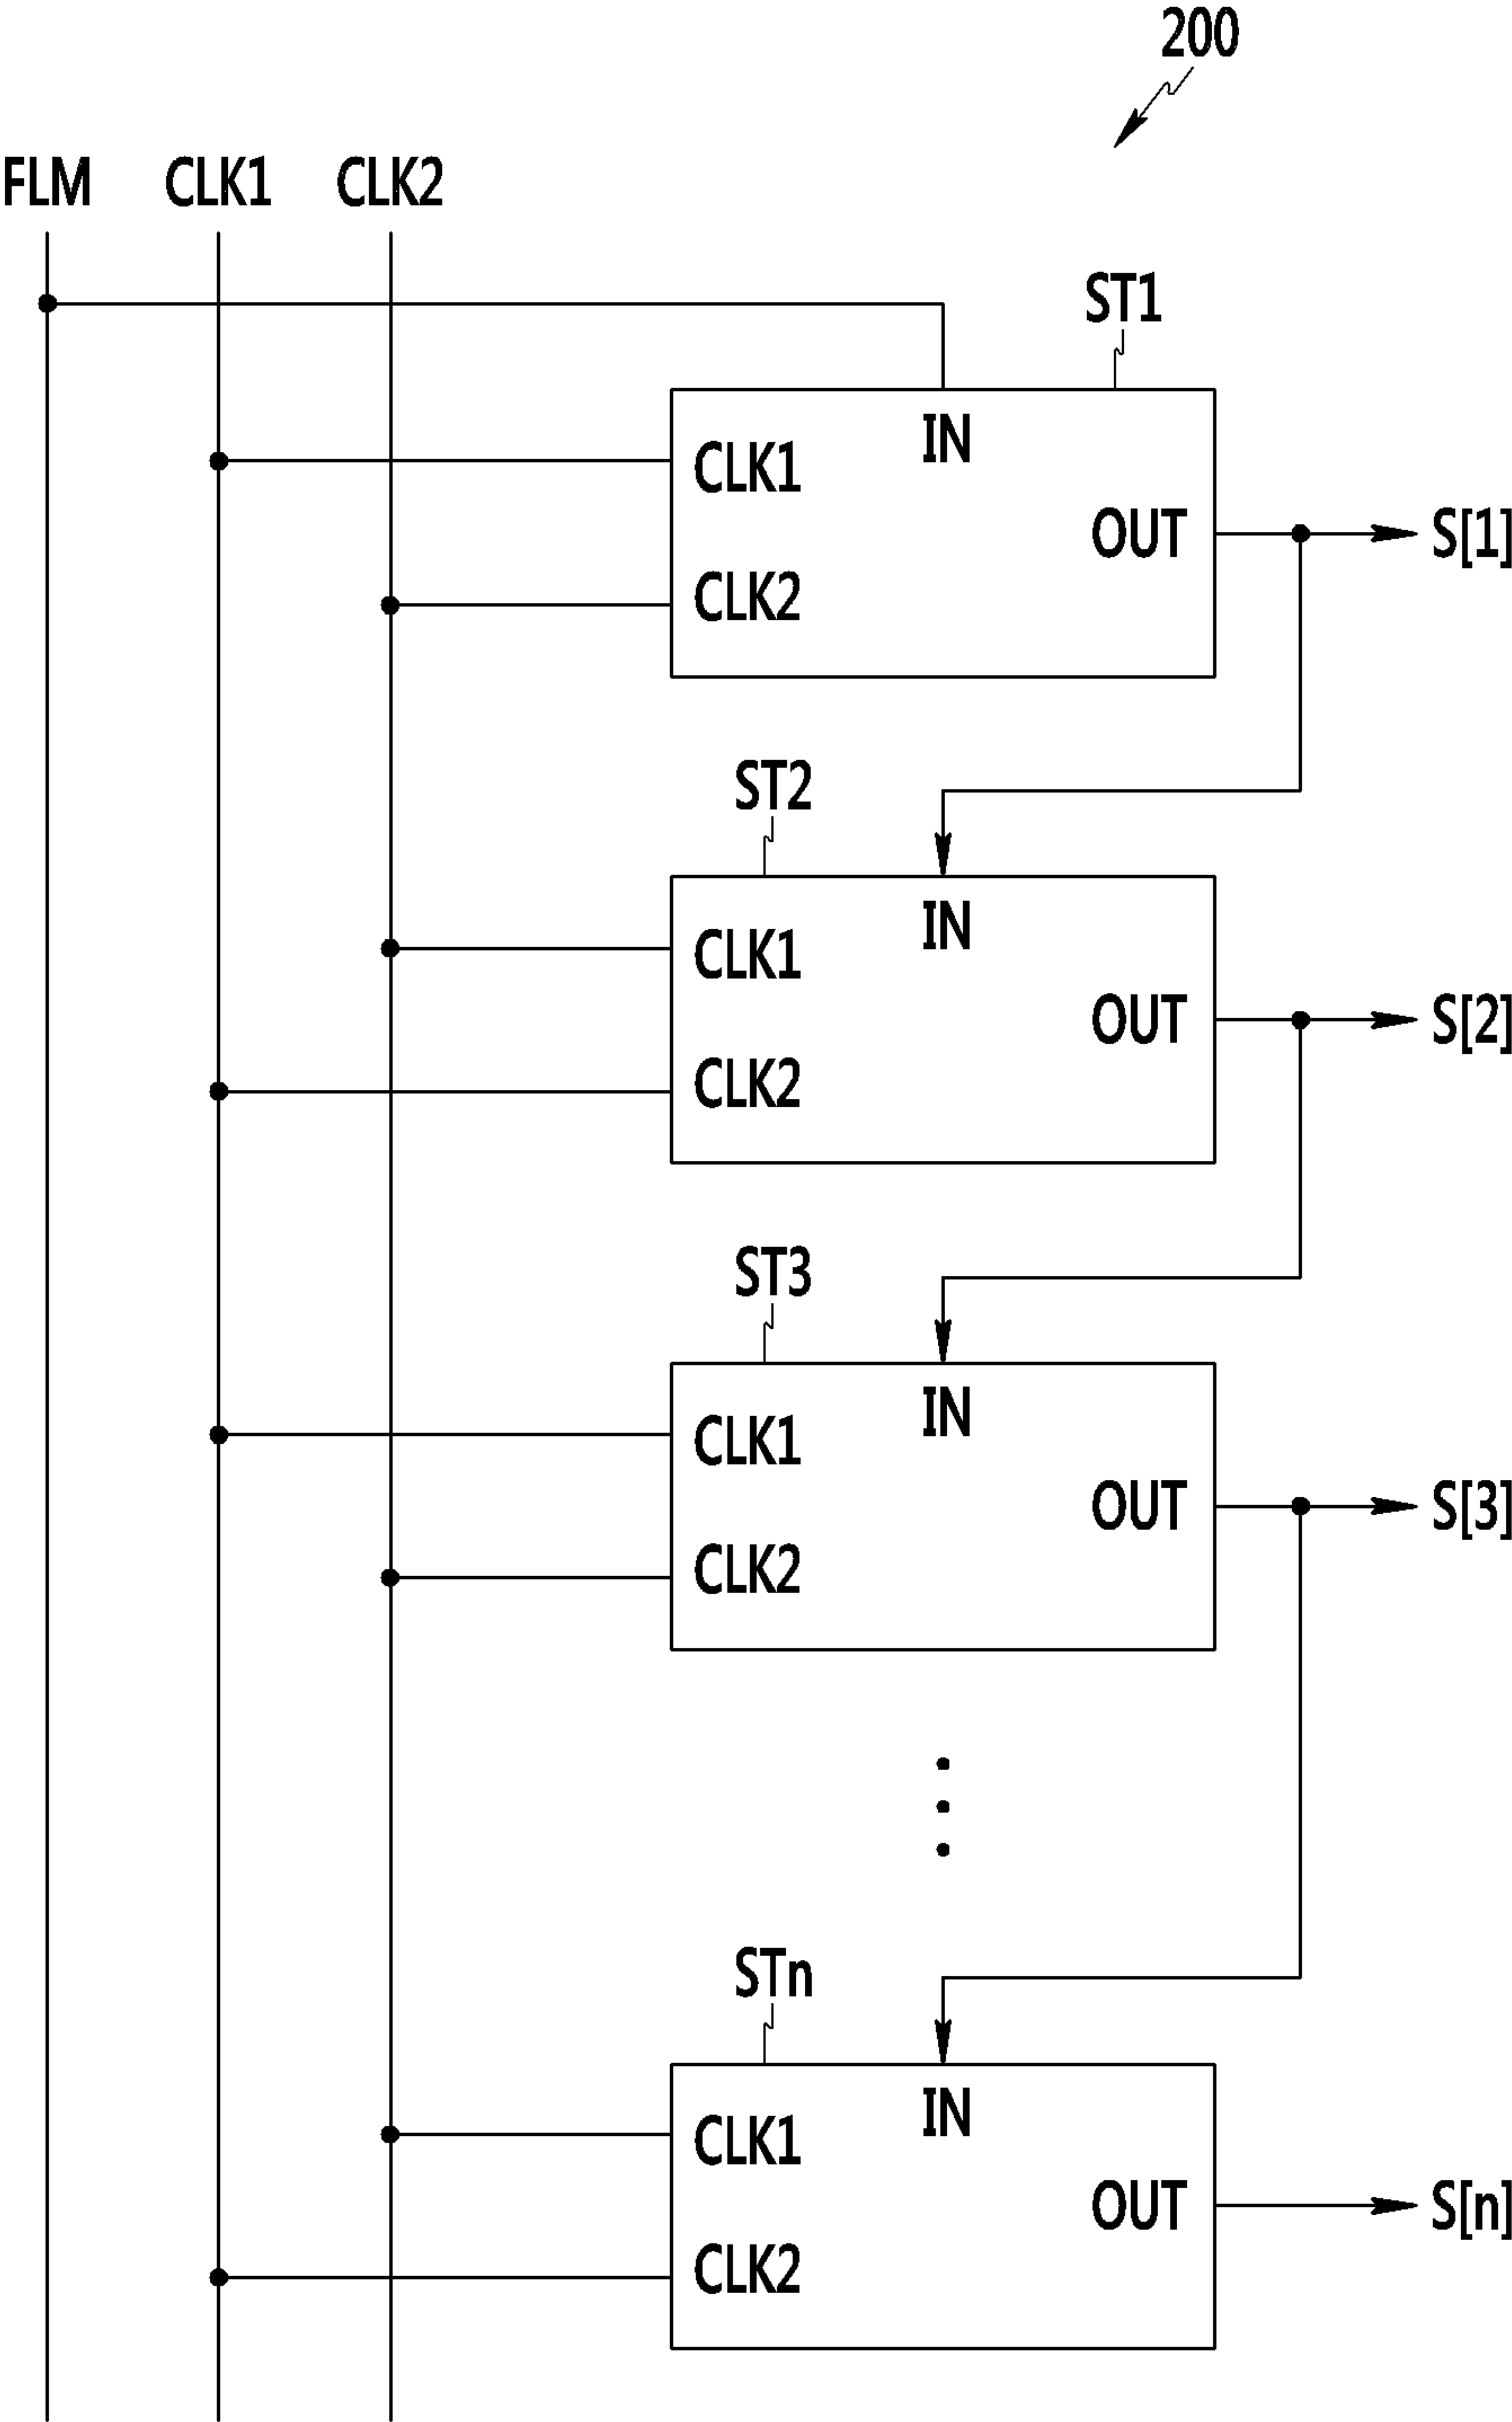 200
FLM CLK1 CLK2
ST1
IN
CLK1
OUT
S[1]
CLK2
ST2
IN
CLK1
OUT
S[2]
CLK2
ST3
IN
CLK1
OUT
S[3]
CLK2
STn
IN
CLK1
OUT
S[n]
CLK2